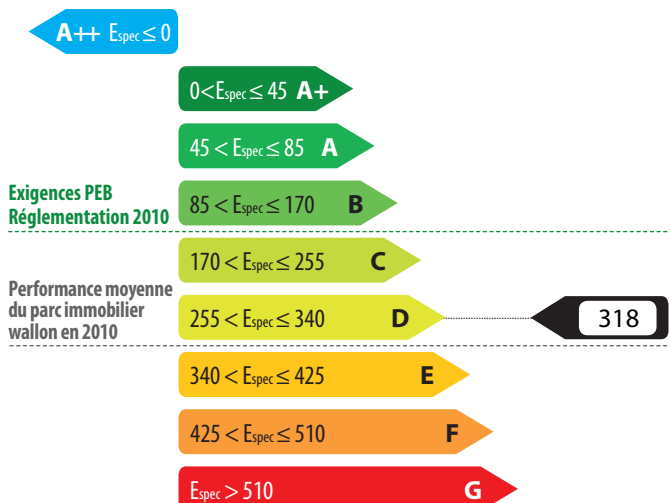 A++ Espec ≤ 0
0<Espec ≤ 45 A+
45 < Espec ≤ 85 A
Exigences PEB
Réglementation 2010
85 < Espec ≤ 170 B
170 < Espec ≤ 255 C
Performance moyenne
du parc immobilier
wallon en 2010
255 < Espec ≤ 340 D
318
340 < Espec ≤ 425 E
425 < Espec ≤ 510 F
Espec > 510 G